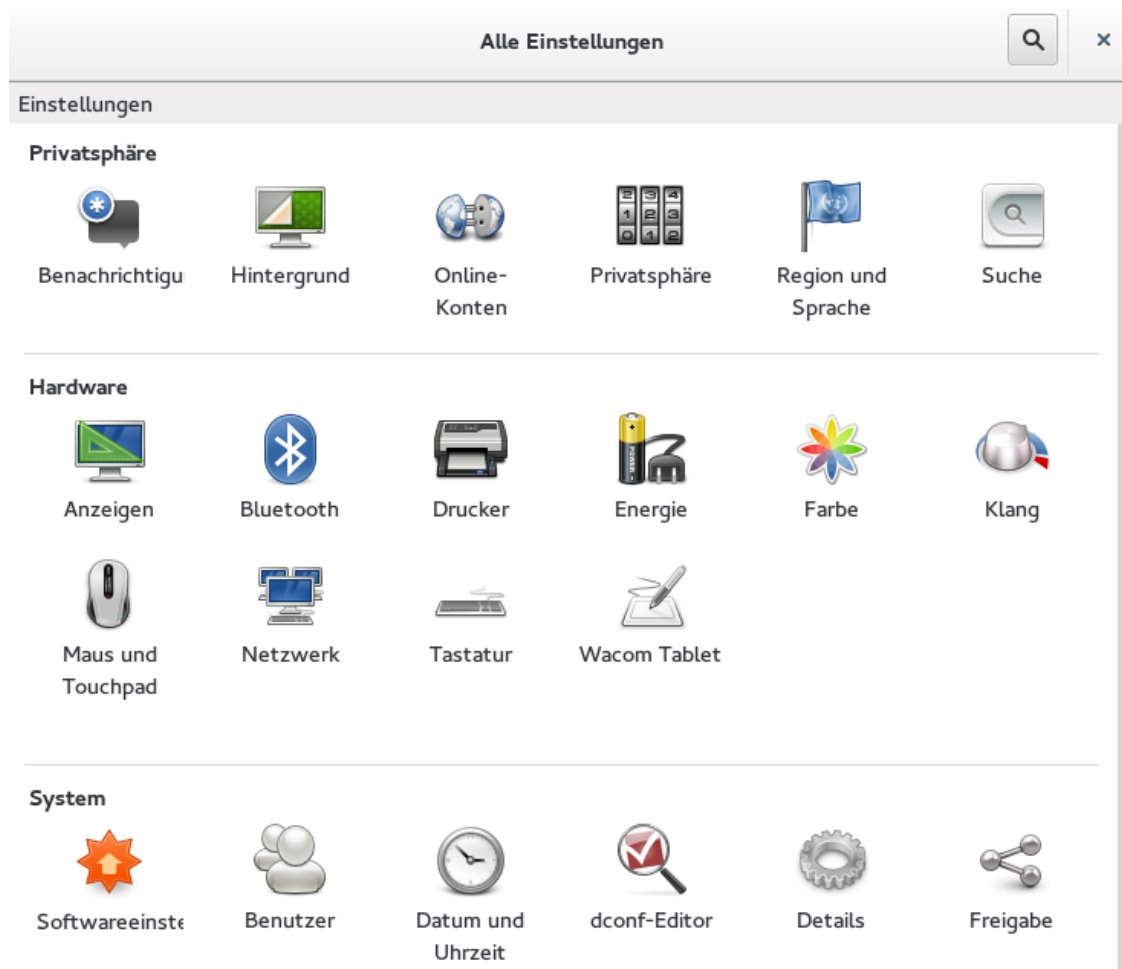 Alle Einstellungen
Einstellungen
Privatsphäre
Benachrichtigu
Hintergrund
Online-
Konten
Privatsphäre
Region und
Sprache
Suche
Hardware
Anzeigen
Bluetooth
Drucker
Energie
Farbe
Klang
Maus und
Touchpad
Netzwerk
Tastatur
Wacom Tablet
System
Softwareeinste
Benutzer
Datum und
Uhrzeit
dconf-Editor
Details
Freigabe